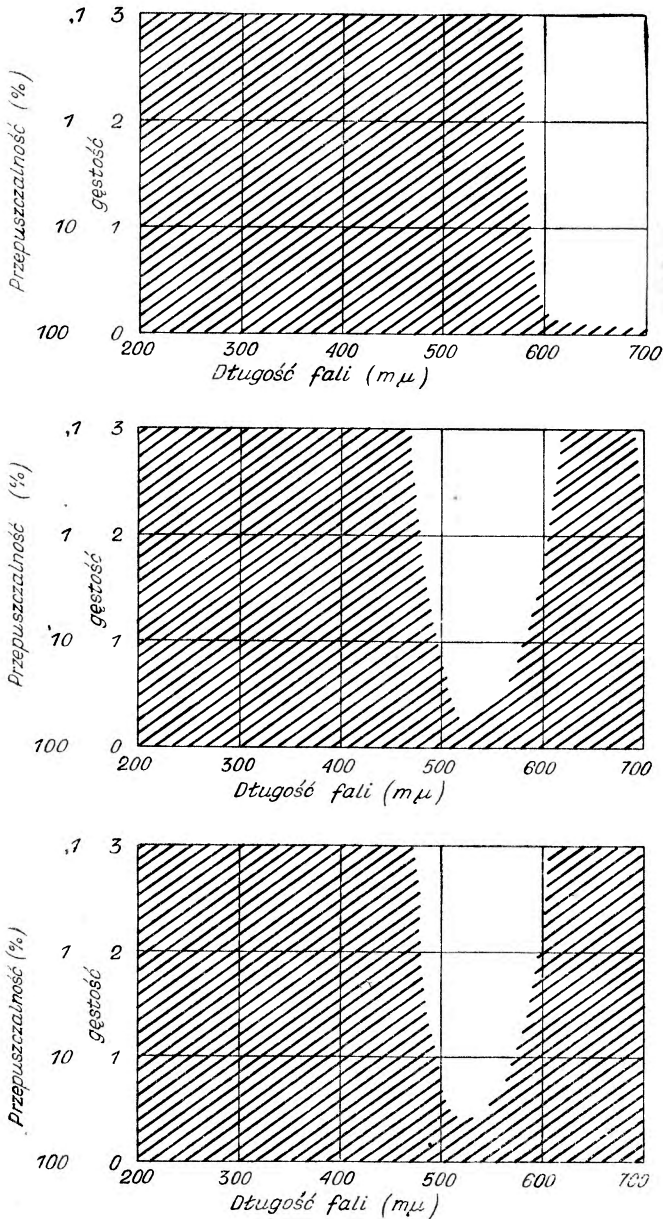 Przepuszczalność (%)
gęstość
,1 3
1 2
10 1
100 0
200 300 400 500 600 700
Długość fali (mμ)
Przepuszczalność (%)
gęstość
,1 3
1 2
10 1
100 0
200 300 400 500 600 700
Długość fali (mμ)
Przepuszczalność (%)
gęstość
,1 3
1 2
10 1
100 0
200 300 400 500 600 700
Długość fali (mμ)